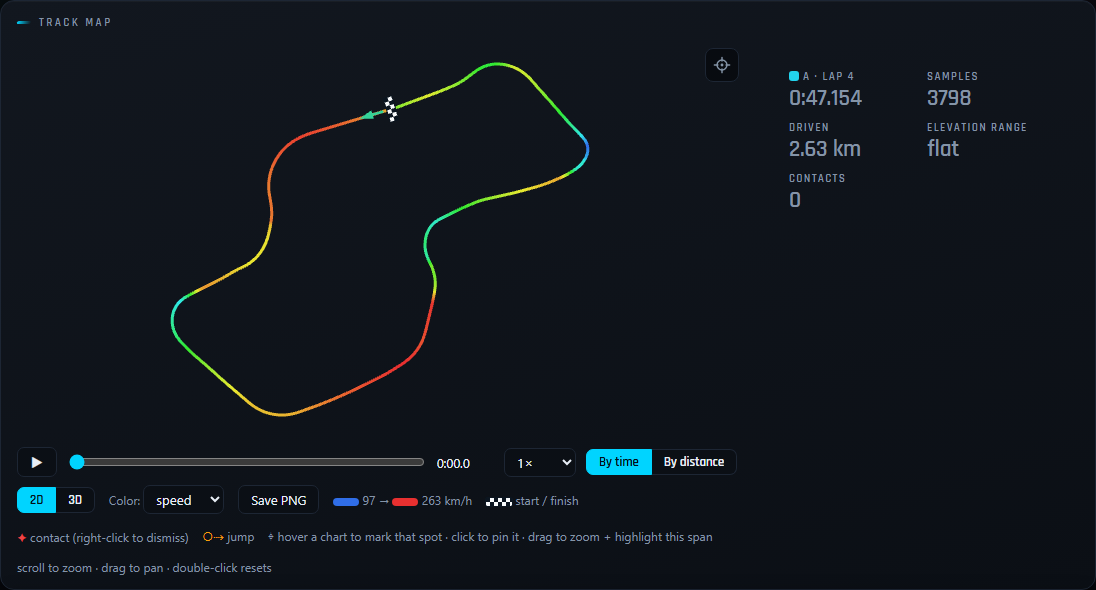 TRACK MAP
A · LAP 4
0:47.154
SAMPLES
3798
DRIVEN
2.63 km
ELEVATION RANGE
flat
CONTACTS
0
0:00.0
1×
By time
By distance
2D
3D
Color:
speed
Save PNG
97 → 263 km/h
start / finish
✦ contact (right-click to dismiss)
jump
⌖ hover a chart to mark that spot · click to pin it · drag to zoom + highlight this span
scroll to zoom · drag to pan · double-click resets